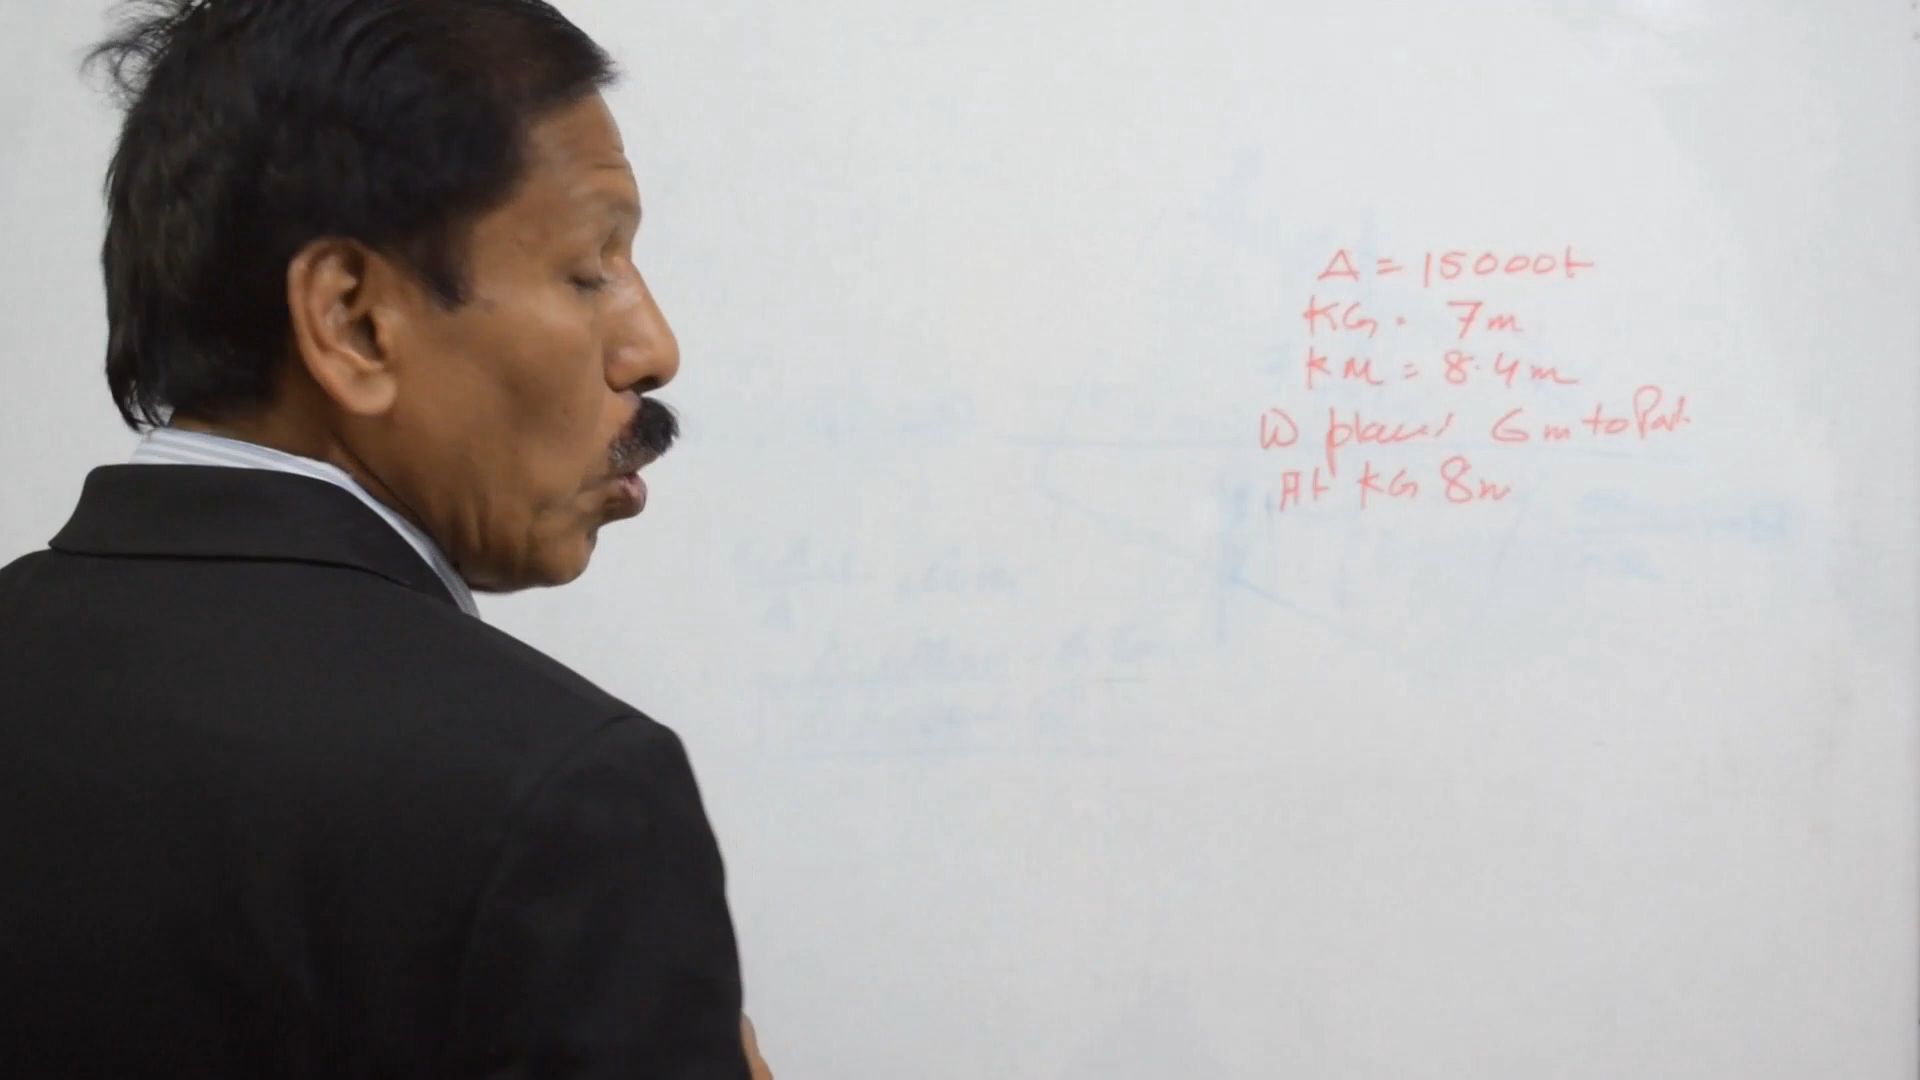 Δ = 15000t
KG. 7m
KM = 8.4m
W placed 6m to Port
At KG 8m